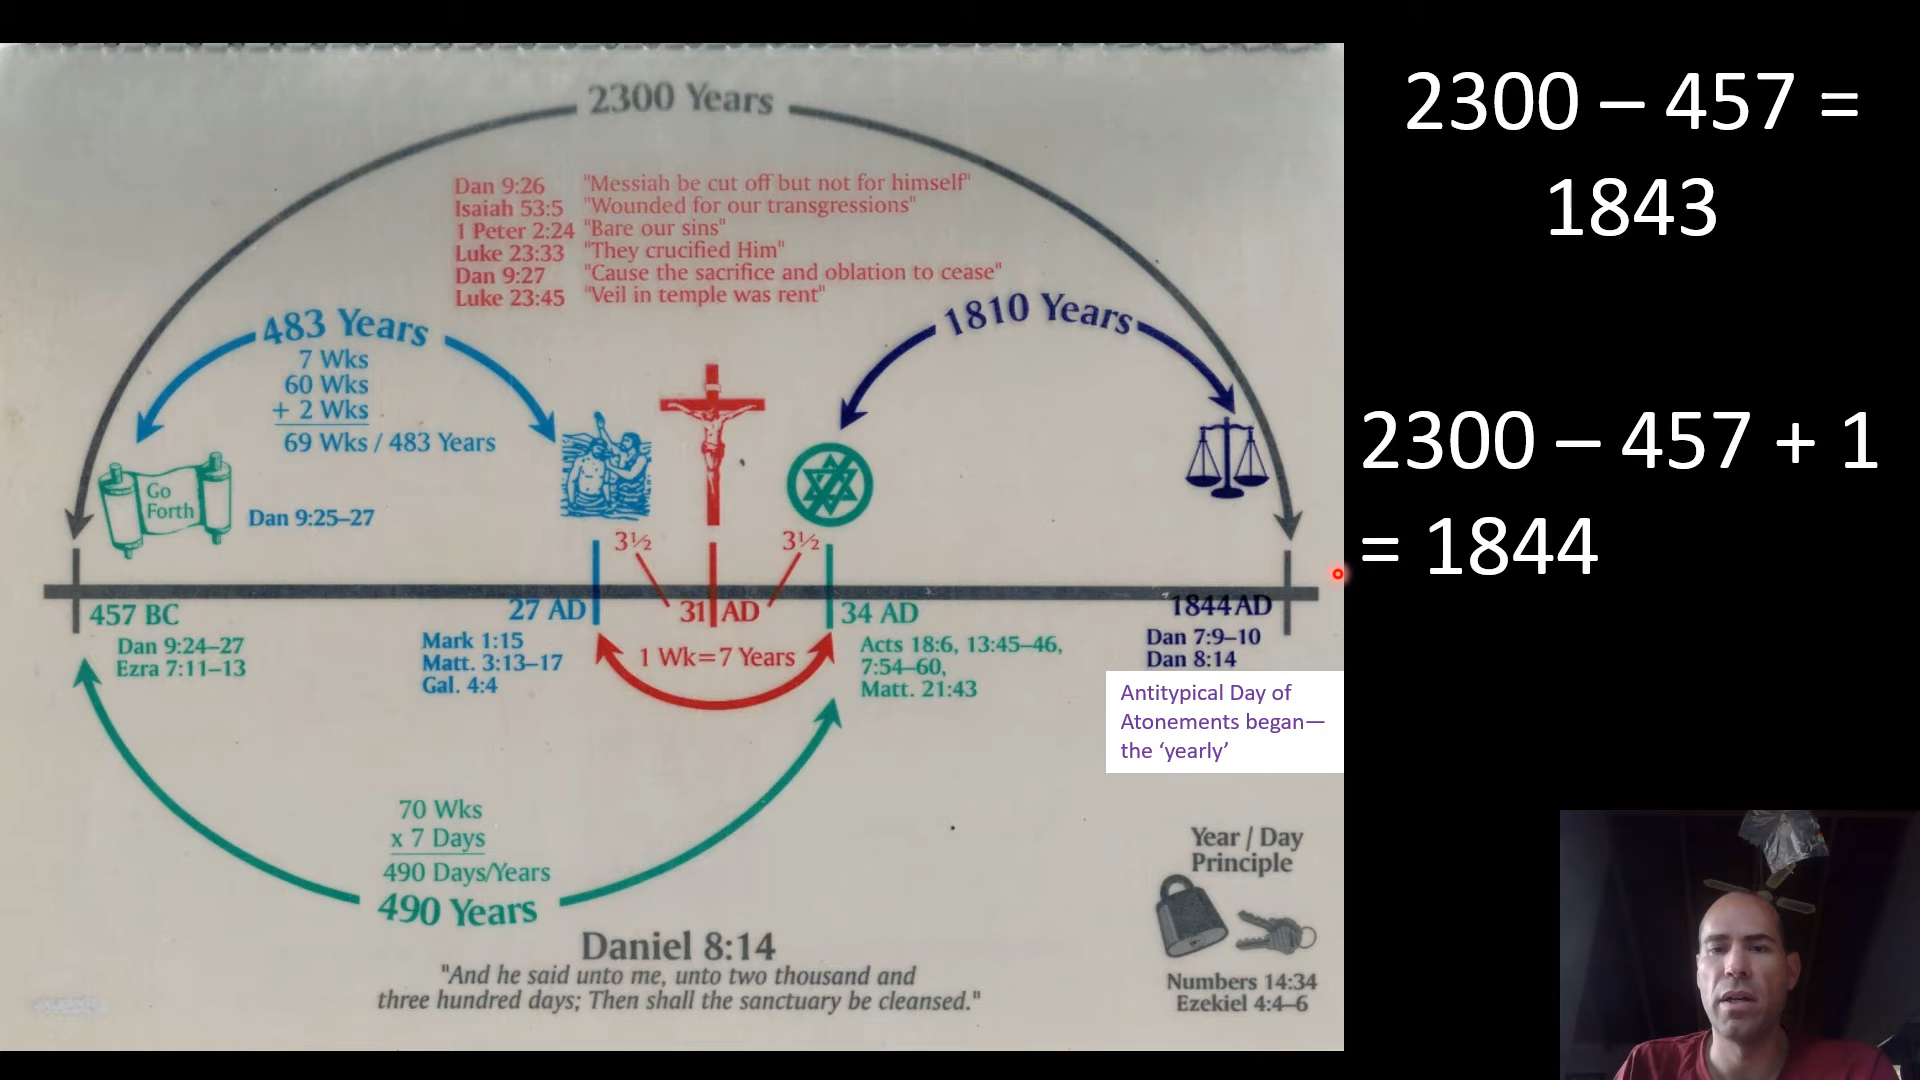 2300 Years
Dan 9:26 "Messiah be cut off but not for himself"
Isaiah 53:5 "Wounded for our transgressions"
1 Peter 2:24 "Bare our sins"
Luke 23:33 "They crucified Him"
Dan 9:27 "Cause the sacrifice and oblation to cease"
Luke 23:45 "Veil in temple was rent"
483 Years
7 Wks
60 Wks
+ 2 Wks
69 Wks / 483 Years
1810 Years
Go
Forth
Dan 9:25–27
3½
3½
457 BC
Dan 9:24–27
Ezra 7:11–13
27 AD
Mark 1:15
Matt. 3:13–17
Gal. 4:4
31 AD
1 Wk=7 Years
34 AD
Acts 18:6, 13:45–46,
7:54–60,
Matt. 21:43
1844 AD
Dan 7:9–10
Dan 8:14
Antitypical Day of
Atonements began—
the ‘yearly’
70 Wks
x 7 Days
490 Days/Years
490 Years
Year / Day
Principle
Numbers 14:34
Ezekiel 4:4–6
Daniel 8:14
"And he said unto me, unto two thousand and
three hundred days; Then shall the sanctuary be cleansed."
2300 – 457 =
1843
2300 – 457 + 1
= 1844